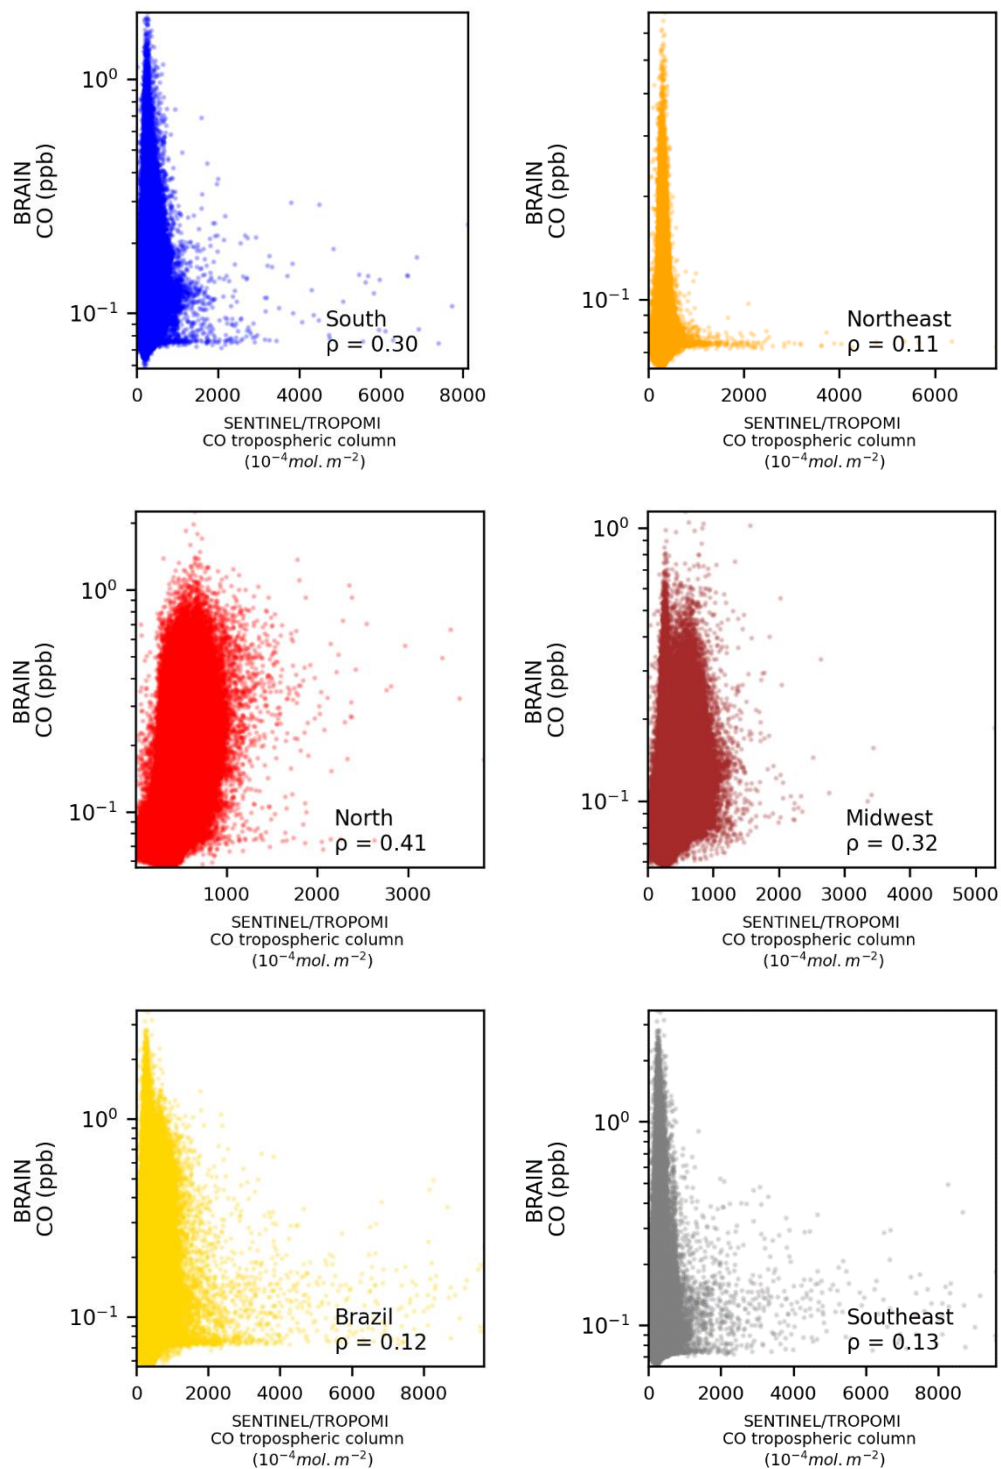 10⁰
10⁻¹
BRAIN
CO (ppb)
South
ρ = 0.30
0 2000 4000 6000 8000
SENTINEL/TROPOMI
CO tropospheric column
(10⁻⁴mol.m⁻²)
10⁻¹
BRAIN
CO (ppb)
Northeast
ρ = 0.11
0 2000 4000 6000
SENTINEL/TROPOMI
CO tropospheric column
(10⁻⁴mol.m⁻²)
10⁰
10⁻¹
BRAIN
CO (ppb)
North
ρ = 0.41
1000 2000 3000
SENTINEL/TROPOMI
CO tropospheric column
(10⁻⁴mol.m⁻²)
10⁰
10⁻¹
BRAIN
CO (ppb)
Midwest
ρ = 0.32
0 1000 2000 3000 4000 5000
SENTINEL/TROPOMI
CO tropospheric column
(10⁻⁴mol.m⁻²)
10⁰
10⁻¹
BRAIN
CO (ppb)
Brazil
ρ = 0.12
0 2000 4000 6000 8000
SENTINEL/TROPOMI
CO tropospheric column
(10⁻⁴mol.m⁻²)
10⁰
10⁻¹
BRAIN
CO (ppb)
Southeast
ρ = 0.13
0 2000 4000 6000 8000
SENTINEL/TROPOMI
CO tropospheric column
(10⁻⁴mol.m⁻²)